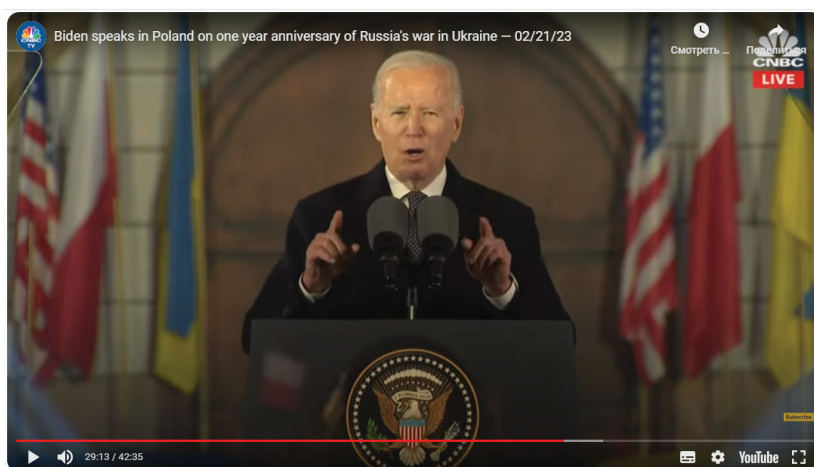 CNBC
TV
Biden speaks in Poland on one year anniversary of Russia's war in Ukraine — 02/21/23
Смотреть ...
Поделиться
CNBC
LIVE
Subscribe
29:13 / 42:35
YouTube